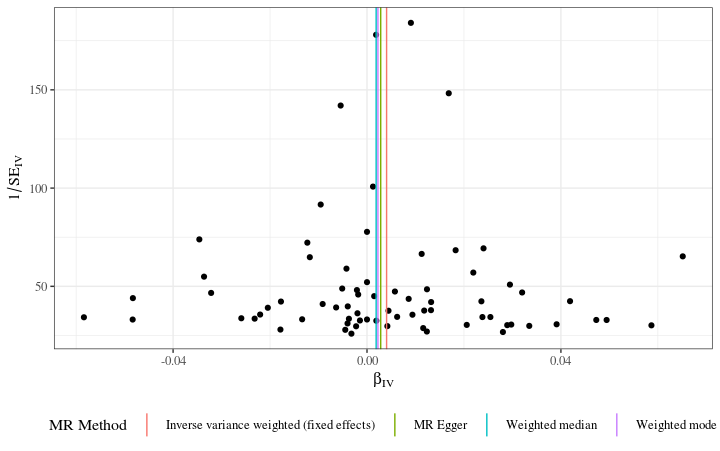 150
100
50
1/SE_IV
-0.04
0.00
0.04
β_IV
MR Method
Inverse variance weighted (fixed effects)
MR Egger
Weighted median
Weighted mode